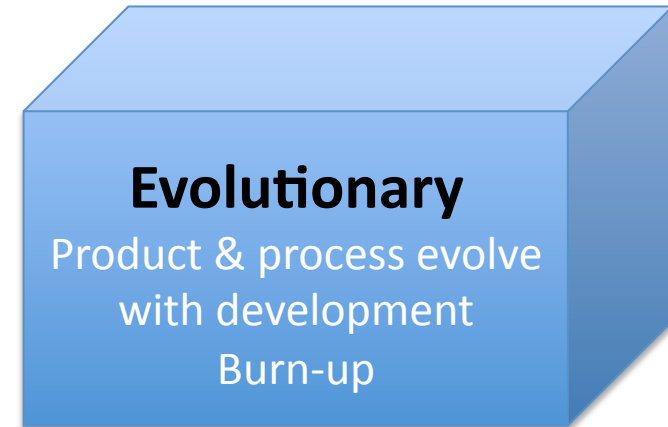 Evolutionary
Product & process evolve
with development
Burn-up